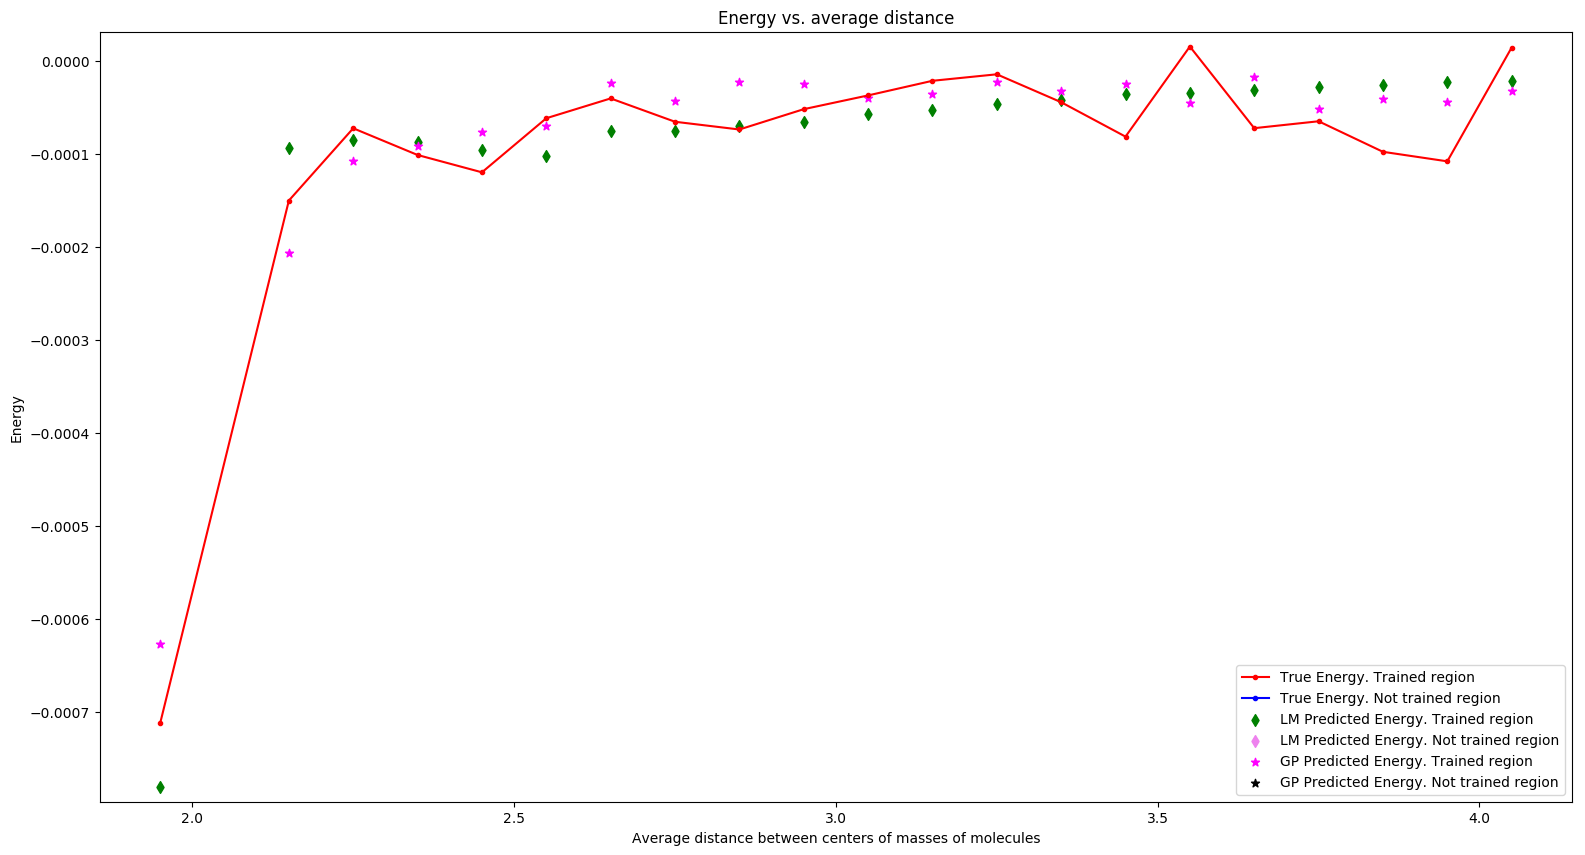 Energy vs. average distance
0.0000
−0.0001
−0.0002
−0.0003
−0.0004
−0.0005
−0.0006
−0.0007
Energy
2.0
2.5
3.0
3.5
4.0
Average distance between centers of masses of molecules
True Energy. Trained region
True Energy. Not trained region
LM Predicted Energy. Trained region
LM Predicted Energy. Not trained region
GP Predicted Energy. Trained region
GP Predicted Energy. Not trained region